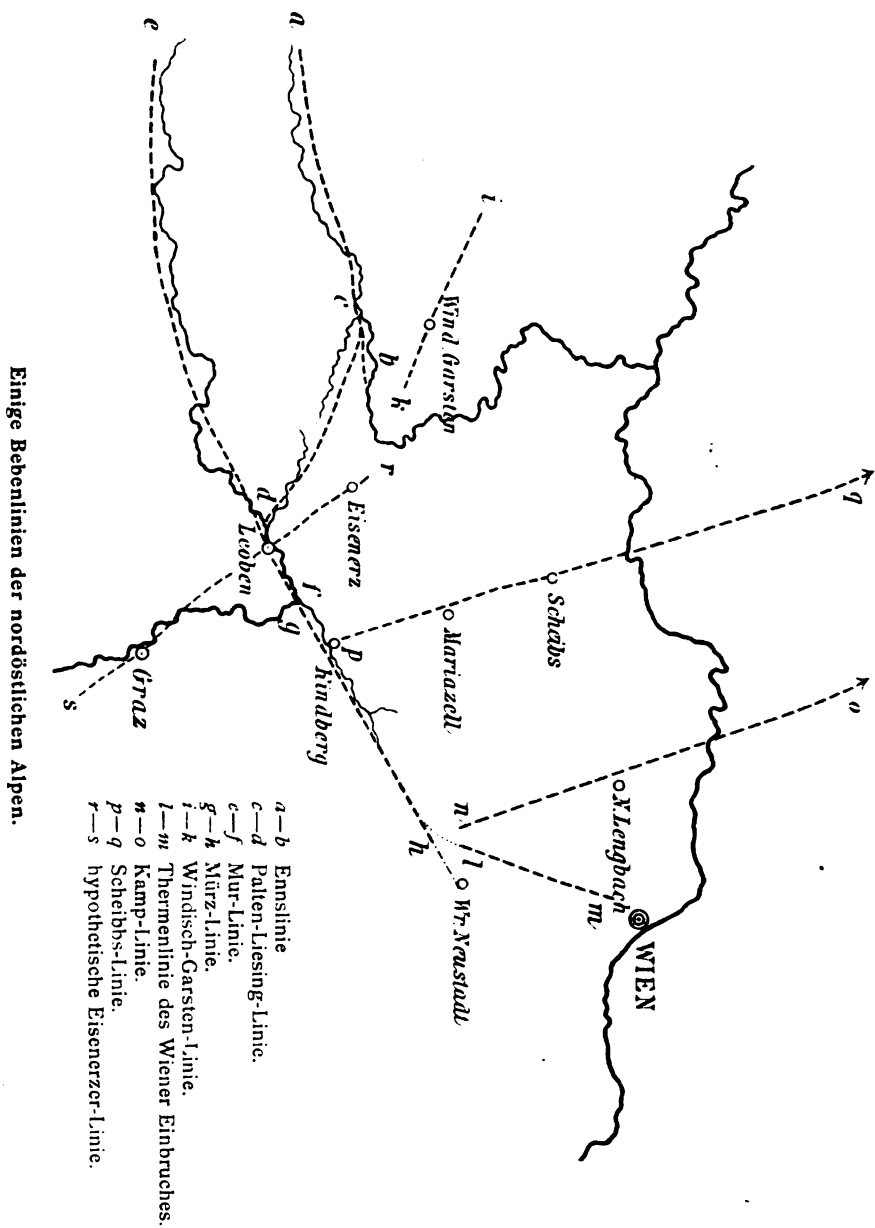 e
a
i
Wind. Garsten
c
b
k
r
d
Eisenerz
Leoben
f
g
p
Kindberg
Mariazell
Scheibs
q
o
Graz
s
n
N. Lengbach
h
l
m
Wr. Neustadt
WIEN
a—b Ennslinie
c—d Palten-Liesing-Linie.
e—f Mur-Linie.
g—h Mürz-Linie.
i—k Windisch-Garsten-Linie.
l—m Thermenlinie des Wiener Einbruches.
n—o Kamp-Linie.
p—q Scheibbs-Linie.
r—s hypothetische Eisenerzer-Linie.
Einige Bebenlinien der nordöstlichen Alpen.